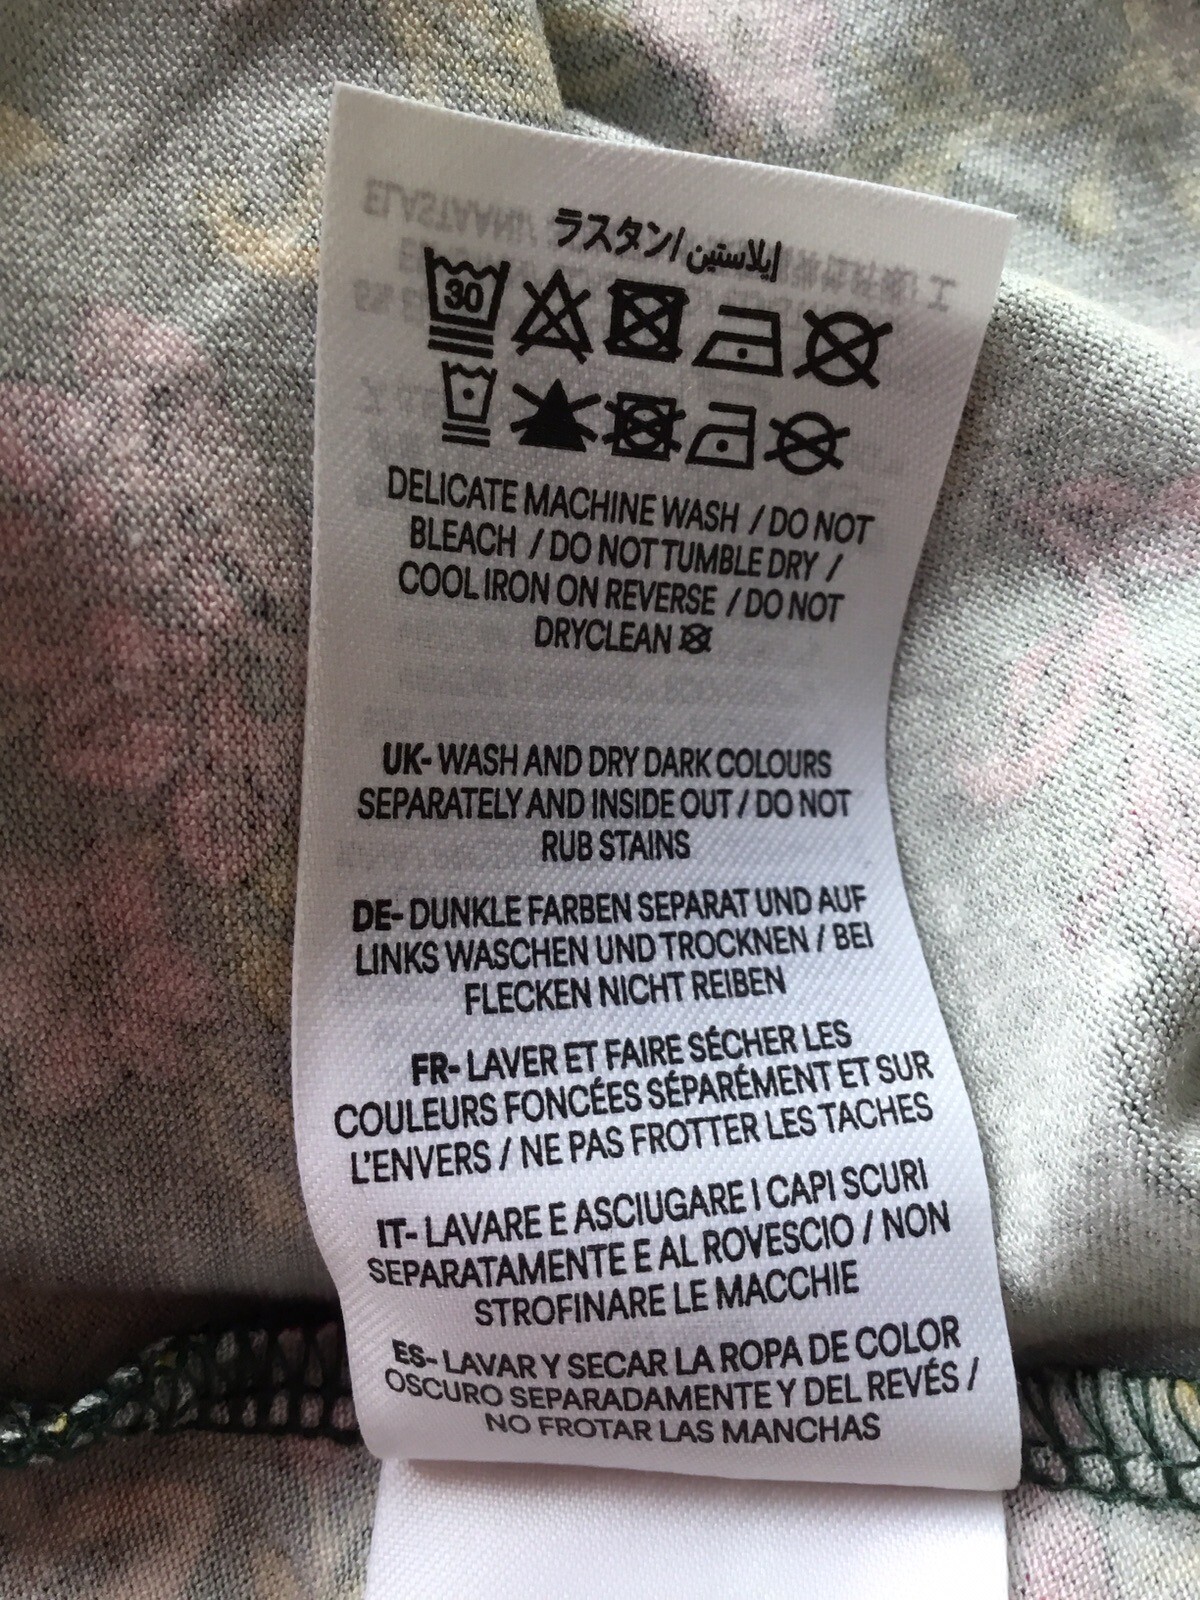 ラスタン/إيلاستين
30
DELICATE MACHINE WASH / DO NOT
BLEACH / DO NOT TUMBLE DRY /
COOL IRON ON REVERSE / DO NOT
DRYCLEAN
UK- WASH AND DRY DARK COLOURS
SEPARATELY AND INSIDE OUT / DO NOT
RUB STAINS
DE- DUNKLE FARBEN SEPARAT UND AUF
LINKS WASCHEN UND TROCKNEN / BEI
FLECKEN NICHT REIBEN
FR- LAVER ET FAIRE SÉCHER LES
COULEURS FONCÉES SÉPARÉMENT ET SUR
L'ENVERS / NE PAS FROTTER LES TACHES
IT- LAVARE E ASCIUGARE I CAPI SCURI
SEPARATAMENTE E AL ROVESCIO / NON
STROFINARE LE MACCHIE
ES- LAVAR Y SECAR LA ROPA DE COLOR
OSCURO SEPARADAMENTE Y DEL REVÉS /
NO FROTAR LAS MANCHAS